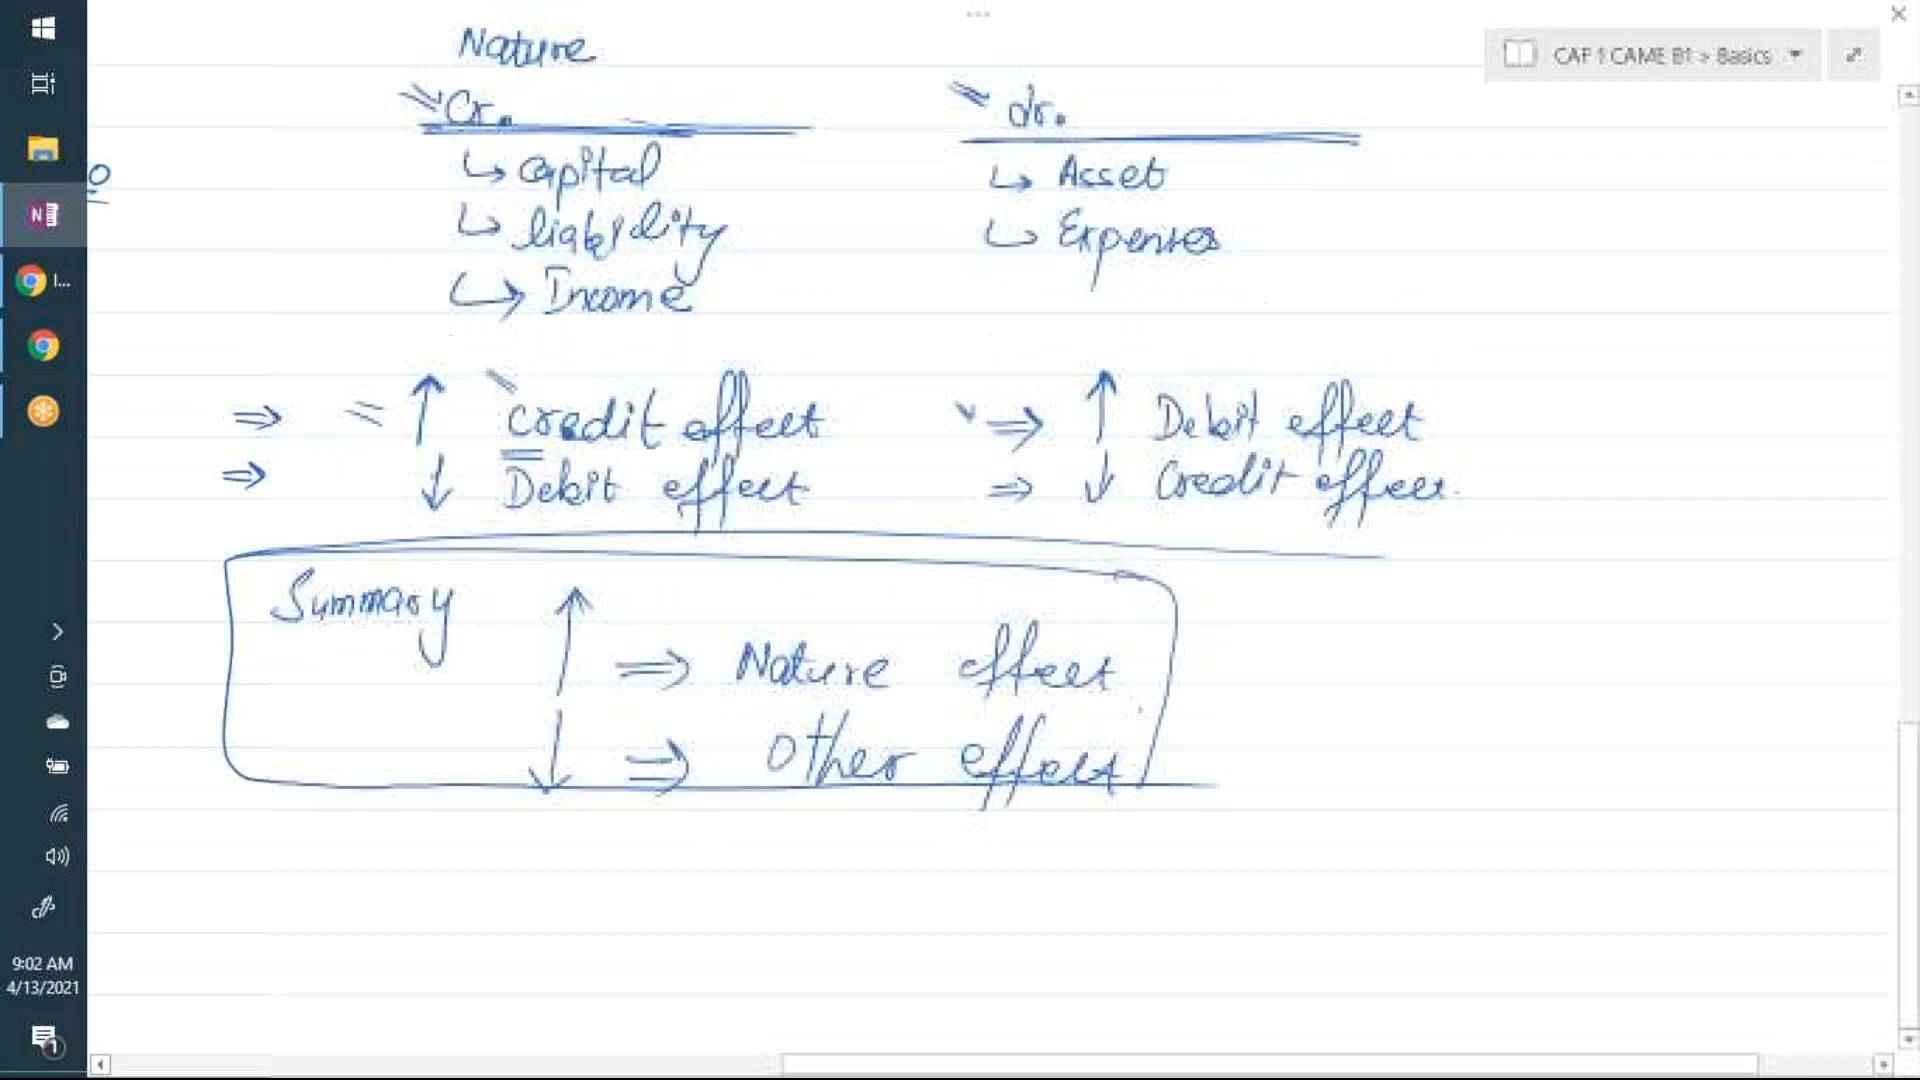 CAF 1 CAME B1 > Basics
Nature
Cr. dr.
↳ Capital ↳ Asset
↳ liability ↳ Expenses
↳ Income
⇒ = ↑ credit effect ⇒ ↑ Debit effect
⇒ ↓ Debit effect ⇒ ↓ Credit effect.
Summary ↑ ⇒ Nature effect
↓ ⇒ Other effect
N
I...
9:02 AM
4/13/2021
1